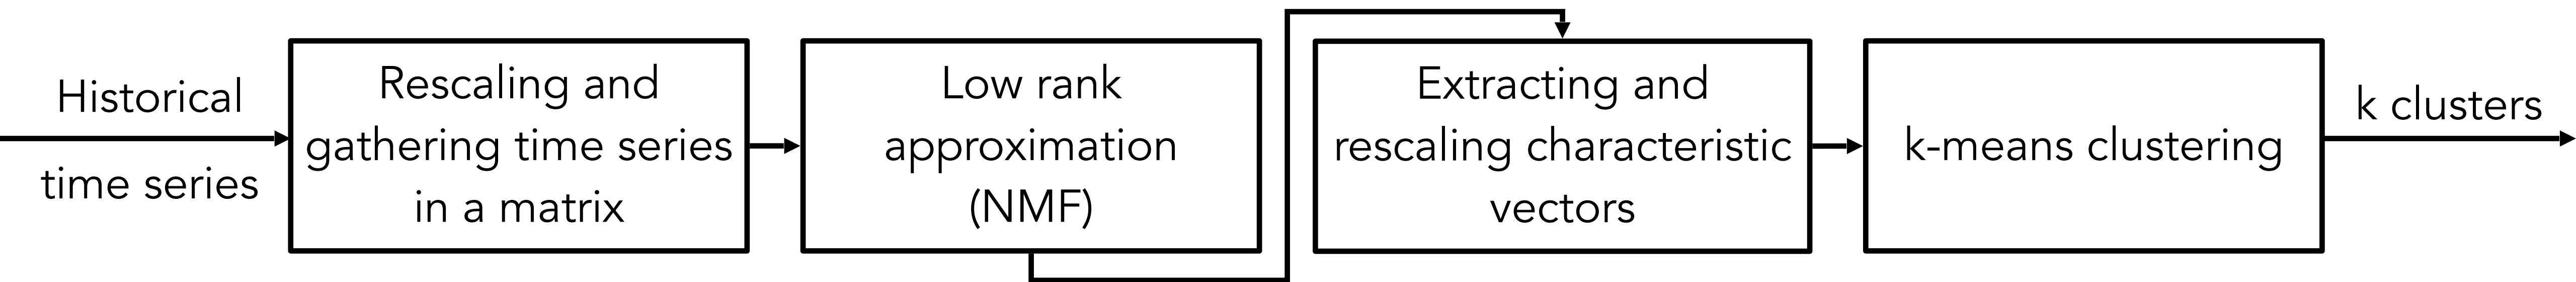 Historical
time series
Rescaling and
gathering time series
in a matrix
Low rank
approximation
(NMF)
Extracting and
rescaling characteristic
vectors
k-means clustering
k clusters